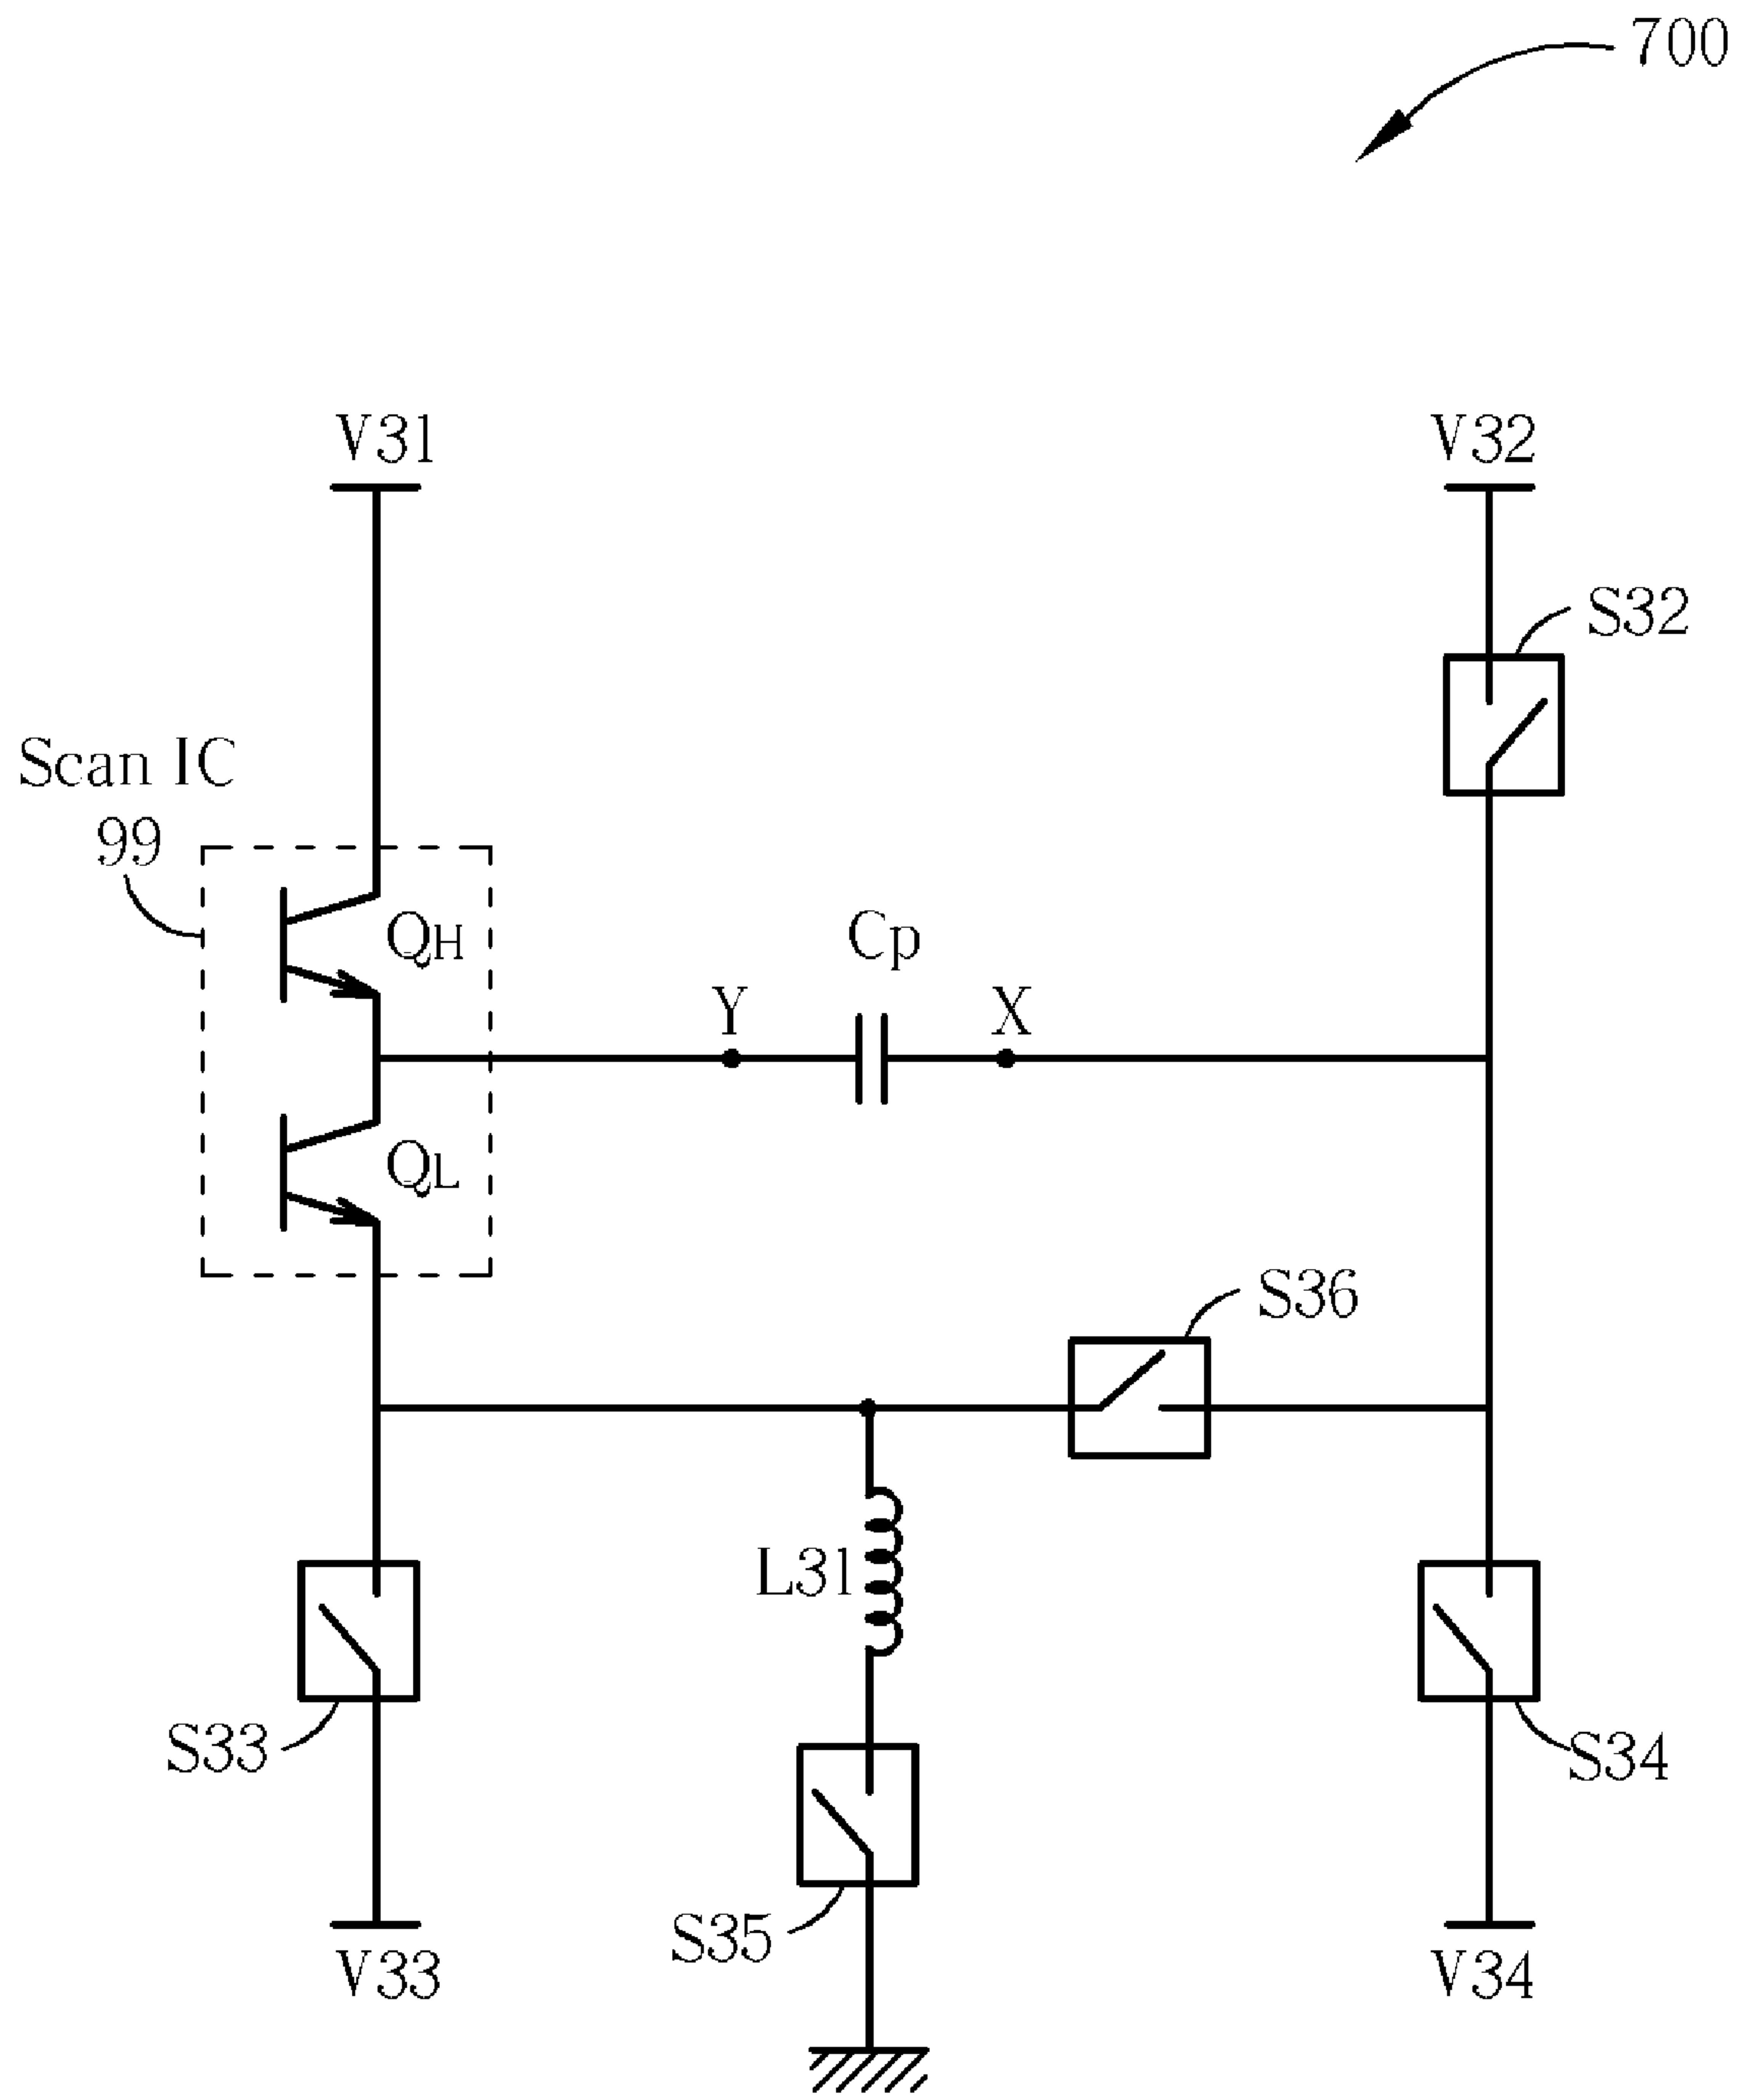 700
V31
V32
S32
Scan IC
99
QH
Cp
Y
X
QL
S36
L31
S33
S34
S35
V33
V34